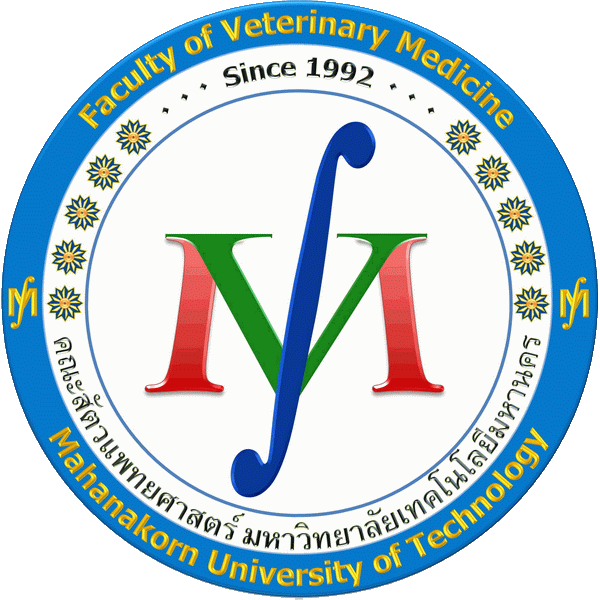 Faculty of Veterinary Medicine
· · · Since 1992 · · ·
M
คณะสัตวแพทยศาสตร์ มหาวิทยาลัยเทคโนโลยีมหานคร
Mahanakorn University of Technology